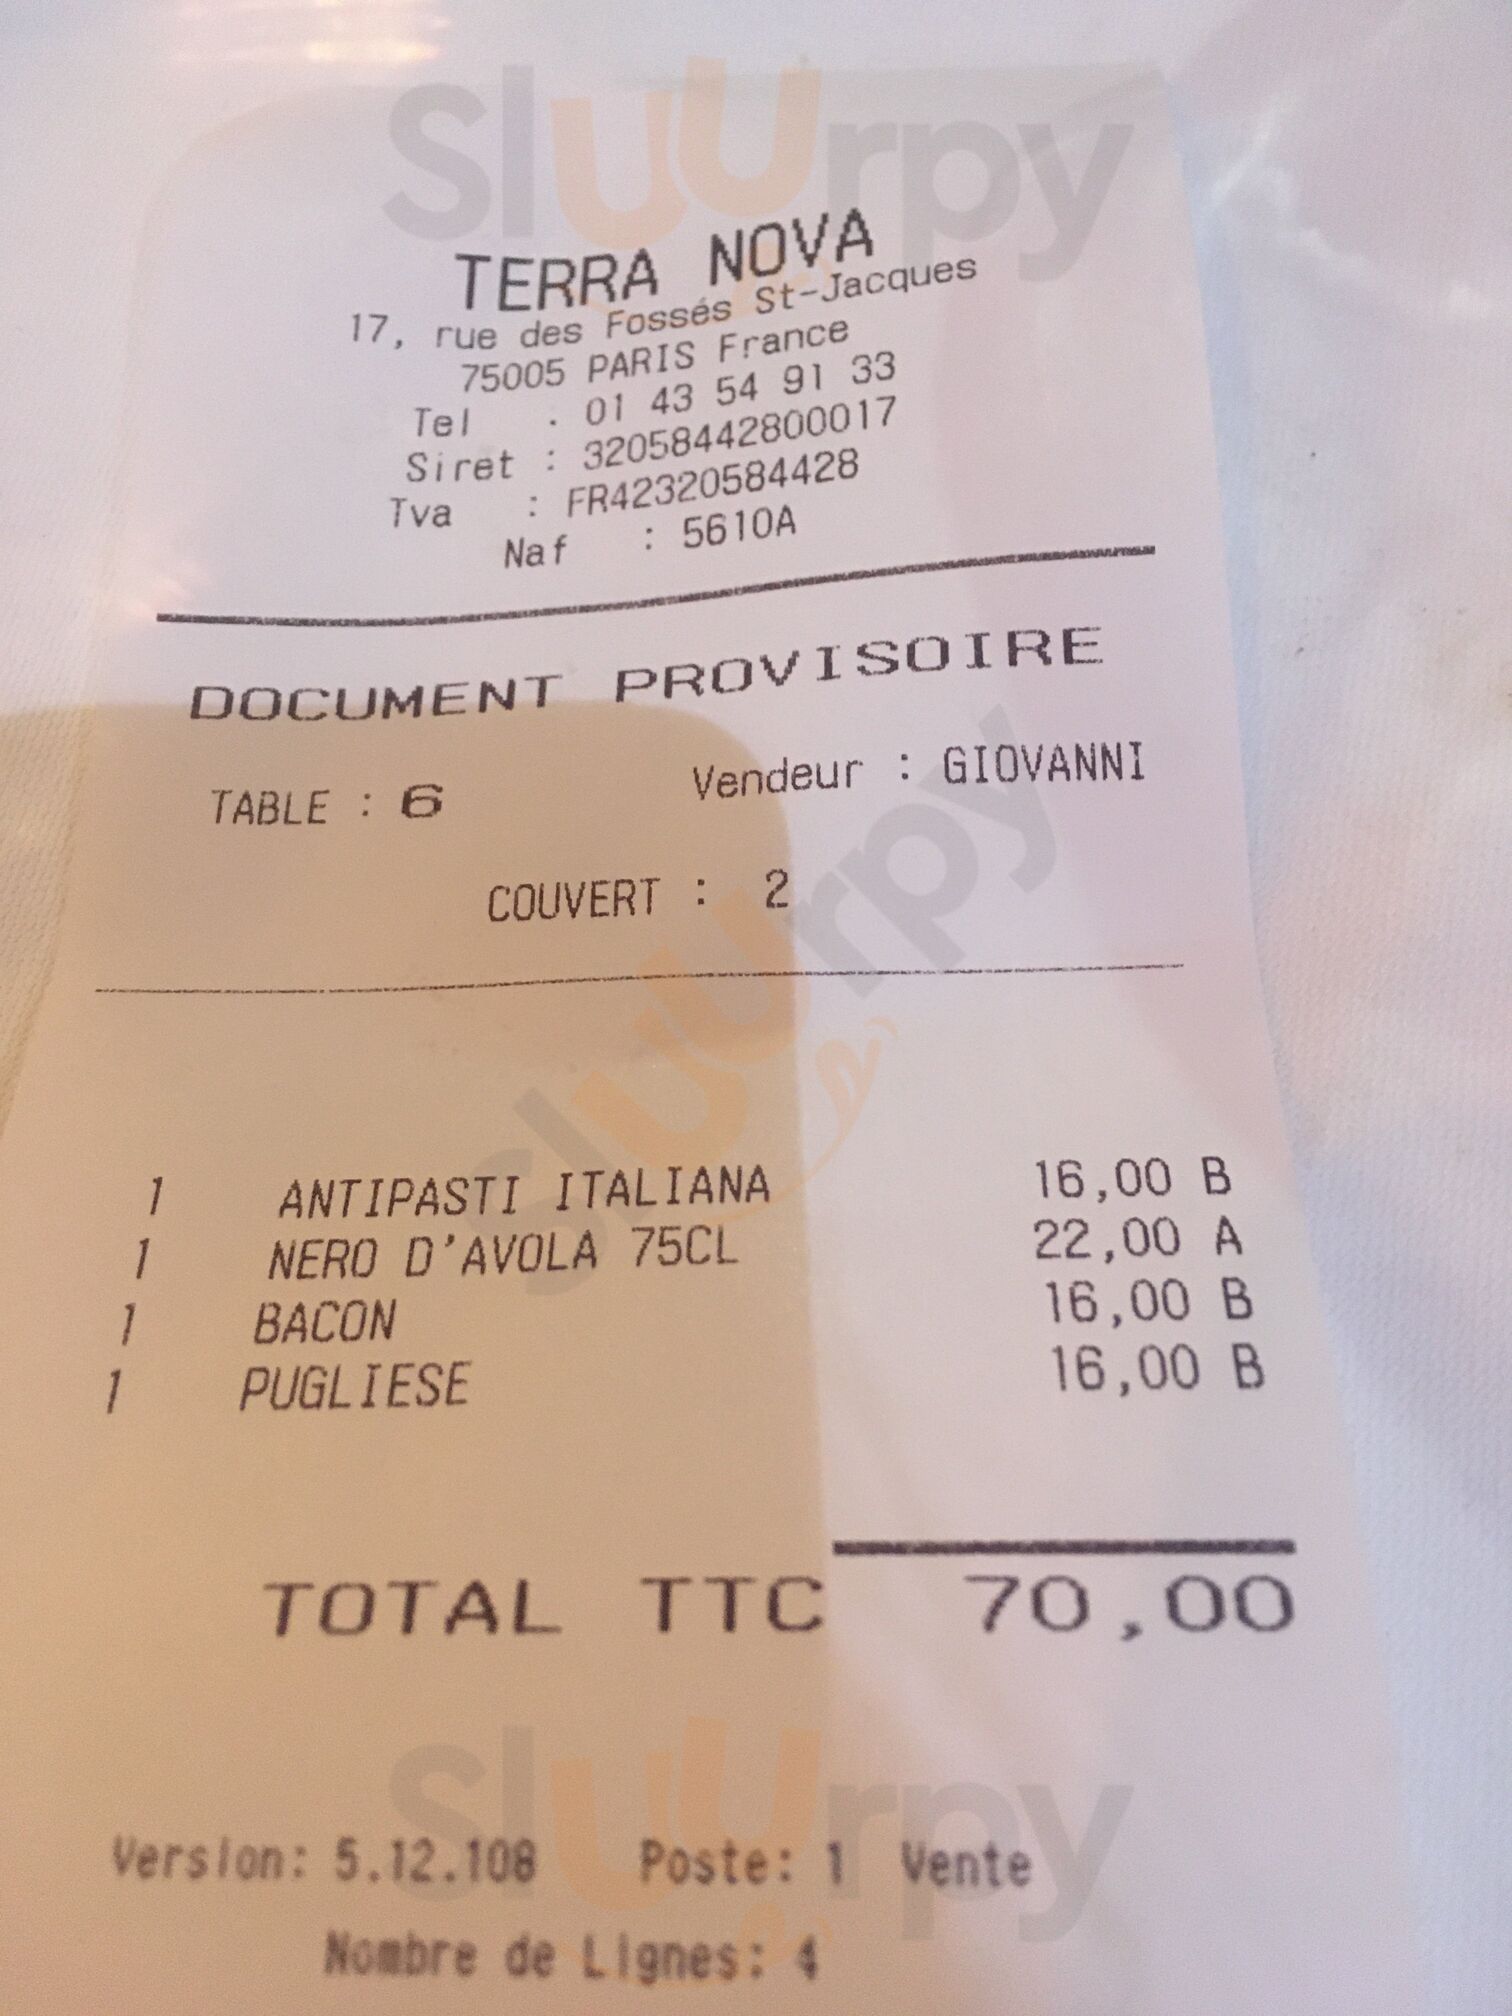 Sluurpy
TERRA NOVA
17, rue des Fossés St-Jacques
75005 PARIS France
Tel : 01 43 54 91 33
Siret : 32058442800017
Tva : FR42320584428
Naf : 5610A
DOCUMENT PROVISOIRE
TABLE : 6 Vendeur : GIOVANNI
COUVERT : 2
Sluurpy
1 ANTIPASTI ITALIANA 16,00 B
1 NERO D'AVOLA 75CL 22,00 A
1 BACON 16,00 B
1 PUGLIESE 16,00 B
TOTAL TTC 70,00
Sluurpy
Version: 5.12.108 Poste: 1 Vente
Nombre de Lignes: 4